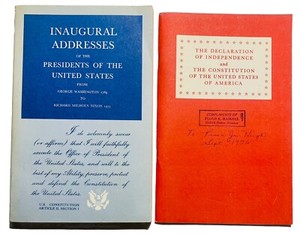 INAUGURAL
ADDRESSES
OF THE
PRESIDENTS OF THE
UNITED STATES
FROM
GEORGE WASHINGTON 1789
TO
RICHARD MILHOUS NIXON 1973
I do solemnly swear
(or affirm) that I will faithfully
execute the Office of President of
the United States, and will to the
best of my Ability, preserve, protect
and defend the Constitution of
the United States.
U.S. CONSTITUTION
ARTICLE II, SECTION I
THE DECLARATION
OF INDEPENDENCE
and
THE CONSTITUTION
OF THE UNITED STATES
OF AMERICA
COMPLIMENTS OF
To